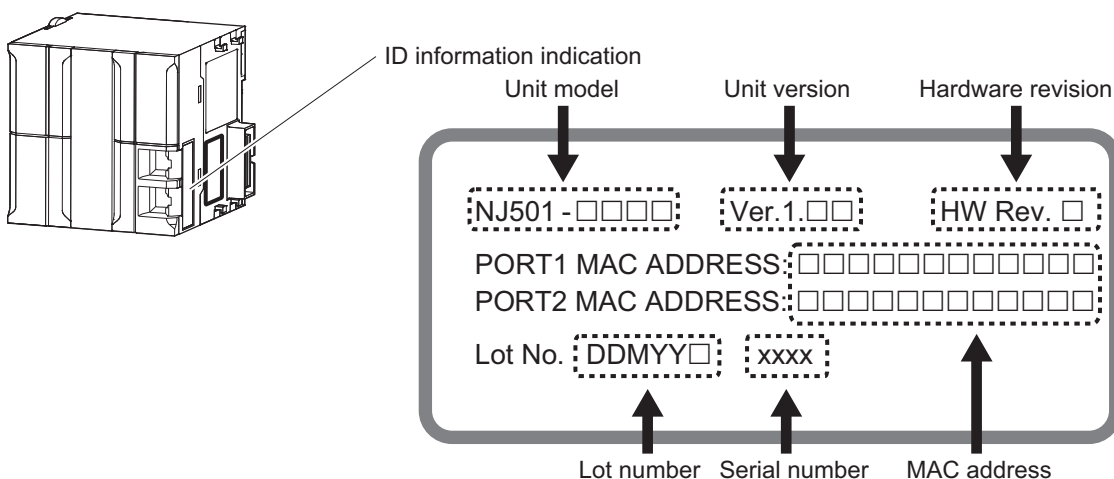 ID information indication
Unit model Unit version Hardware revision
NJ501 - □□□□ Ver.1.□□ HW Rev. □
PORT1 MAC ADDRESS: □□□□□□□□□□□□
PORT2 MAC ADDRESS: □□□□□□□□□□□□
Lot No. DDMYY□ xxxx
Lot number Serial number MAC address